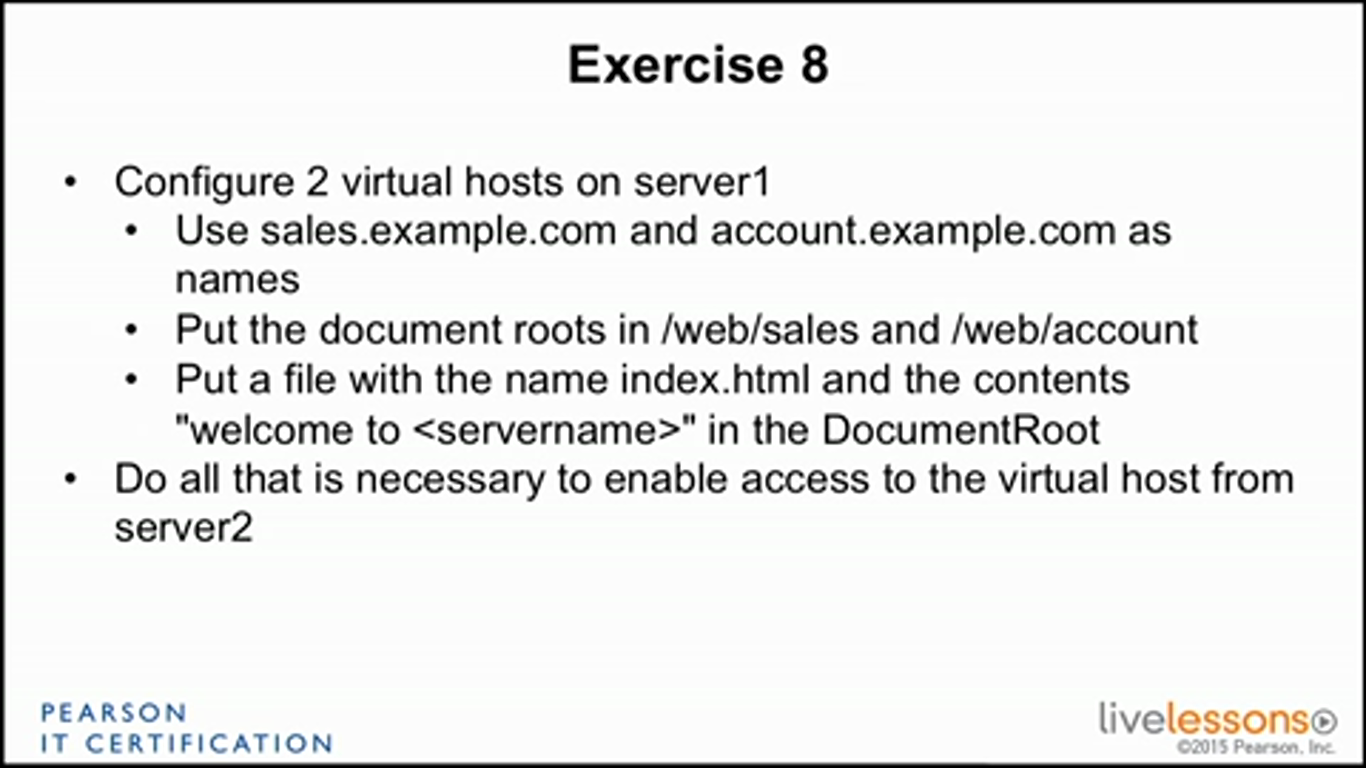 Exercise 8
• Configure 2 virtual hosts on server1
• Use sales.example.com and account.example.com as
names
• Put the document roots in /web/sales and /web/account
• Put a file with the name index.html and the contents
"welcome to <servername>" in the DocumentRoot
• Do all that is necessary to enable access to the virtual host from
server2
PEARSON
IT CERTIFICATION
livelessons
©2015 Pearson, Inc.